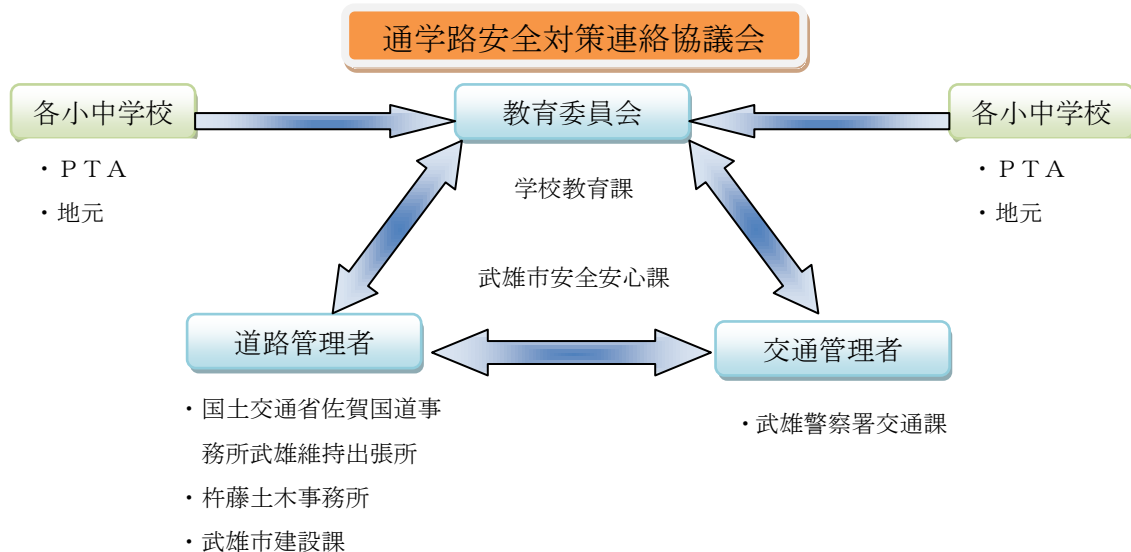 通学路安全対策連絡協議会
各小中学校
教育委員会
各小中学校
・ＰＴＡ
・地元
学校教育課
・ＰＴＡ
・地元
武雄市安全安心課
道路管理者
交通管理者
・国土交通省佐賀国道事
務所武雄維持出張所
・杵藤土木事務所
・武雄市建設課
・武雄警察署交通課